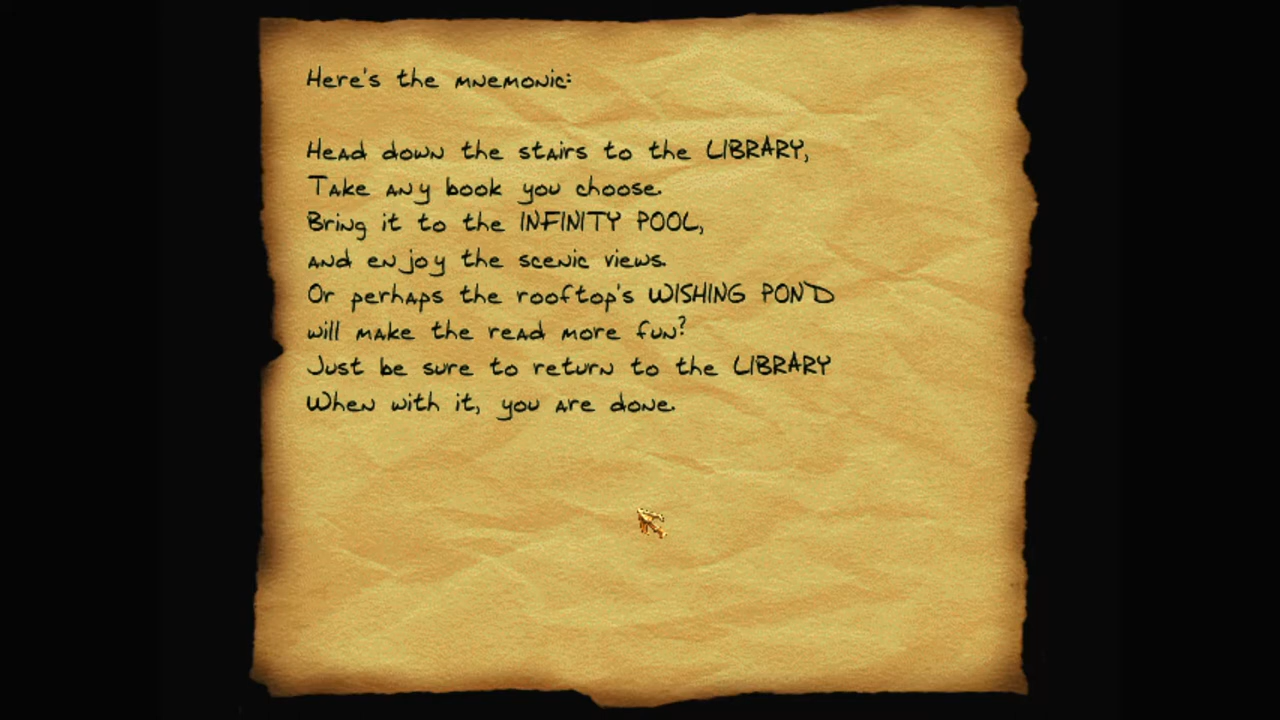 Here's the mnemonic:
Head down the stairs to the LIBRARY,
Take any book you choose.
Bring it to the INFINITY POOL,
and enjoy the scenic views.
Or perhaps the rooftop's WISHING POND
will make the read more fun?
Just be sure to return to the LIBRARY
When with it, you are done.